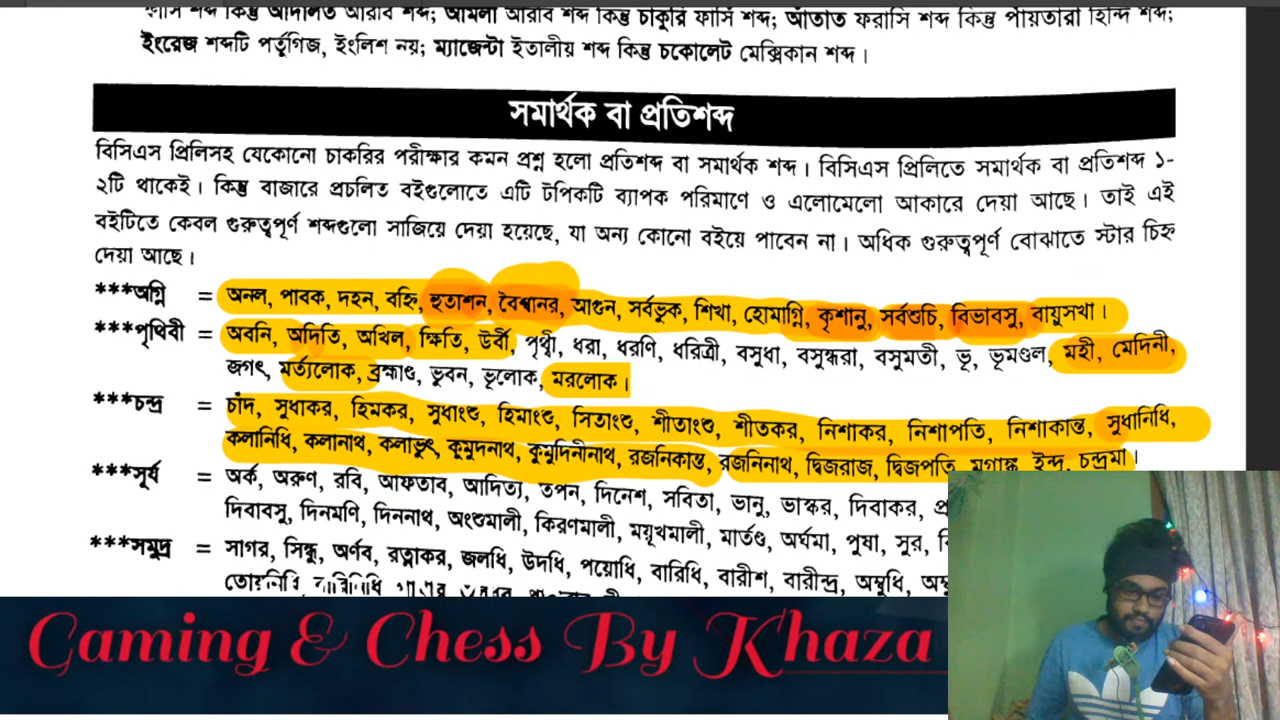 ফার্সি শব্দ কিন্তু আদালত আরবি শব্দ; আমলা আরবি শব্দ কিন্তু চাকুরি ফার্সি শব্দ; আঁতাত ফরাসি শব্দ কিন্তু পাঁয়তারা হিন্দি শব্দ;
ইংরেজ শব্দটি পর্তুগিজ, ইংলিশ নয়; ম্যাজেন্টা ইতালীয় শব্দ কিন্তু চকোলেট মেক্সিকান শব্দ।
সমার্থক বা প্রতিশব্দ
বিসিএস প্রিলিসহ যেকোনো চাকরির পরীক্ষার কমন প্রশ্ন হলো প্রতিশব্দ বা সমার্থক শব্দ। বিসিএস প্রিলিতে সমার্থক বা প্রতিশব্দ ১-
২টি থাকেই। কিন্তু বাজারে প্রচলিত বইগুলোতে এটি টপিকটি ব্যাপক পরিমাণে ও এলোমেলো আকারে দেয়া আছে। তাই এই
বইটিতে কেবল গুরুত্বপূর্ণ শব্দগুলো সাজিয়ে দেয়া হয়েছে, যা অন্য কোনো বইয়ে পাবেন না। অধিক গুরুত্বপূর্ণ বোঝাতে স্টার চিহ্ন
দেয়া আছে।
***অগ্নি = অনল, পাবক, দহন, বহ্নি, হুতাশন, বৈশ্বানর, আগুন, সর্বভুক, শিখা, হোমাগ্নি, কৃশানু, সর্বশুচি, বিভাবসু, বায়ুসখা।
***পৃথিবী = অবনি, অদিতি, অখিল, ক্ষিতি, উর্বী, পৃথ্বী, ধরা, ধরণি, ধরিত্রী, বসুধা, বসুন্ধরা, বসুমতী, ভূ, ভূমণ্ডল, মহী, মেদিনী,
জগৎ, মর্ত্যলোক, ব্রহ্মাণ্ড, ভুবন, ভূলোক, মরলোক।
***চন্দ্র = চাঁদ, সুধাকর, হিমকর, সুধাংশু, হিমাংশু, সিতাংশু, শীতাংশু, শীতকর, নিশাকর, নিশাপতি, নিশাকান্ত, সুধানিধি,
কলানিধি, কলানাথ, কলাভুৎ, কুমুদনাথ, কুমুদিনীনাথ, রজনিকান্ত, রজনিনাথ, দ্বিজরাজ, দ্বিজপতি, মৃগাঙ্ক, ইন্দু, চন্দ্রমা।
***সূর্য = অর্ক, অরুণ, রবি, আফতাব, আদিত্য, তপন, দিনেশ, সবিতা, ভানু, ভাস্কর, দিবাকর,
দিবাবসু, দিনমণি, দিননাথ, অংশুমালী, কিরণমালী, ময়ূখমালী, মার্তণ্ড, অর্যমা, পুষা, সুর,
***সমুদ্র = সাগর, সিন্ধু, অর্ণব, রত্নাকর, জলধি, উদধি, পয়োধি, বারিধি, বারীশ, বারীন্দ্র, অম্বুধি,
Gaming & Chess By Khaza